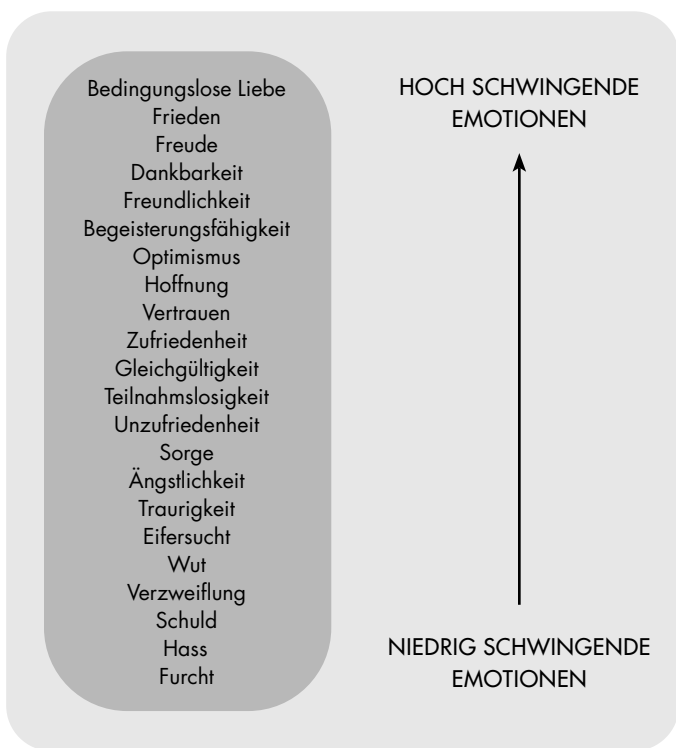 Bedingungslose Liebe
Frieden
Freude
Dankbarkeit
Freundlichkeit
Begeisterungsfähigkeit
Optimismus
Hoffnung
Vertrauen
Zufriedenheit
Gleichgültigkeit
Teilnahmslosigkeit
Unzufriedenheit
Sorge
Ängstlichkeit
Traurigkeit
Eifersucht
Wut
Verzweiflung
Schuld
Hass
Furcht
HOCH SCHWINGENDE
EMOTIONEN
NIEDRIG SCHWINGENDE
EMOTIONEN